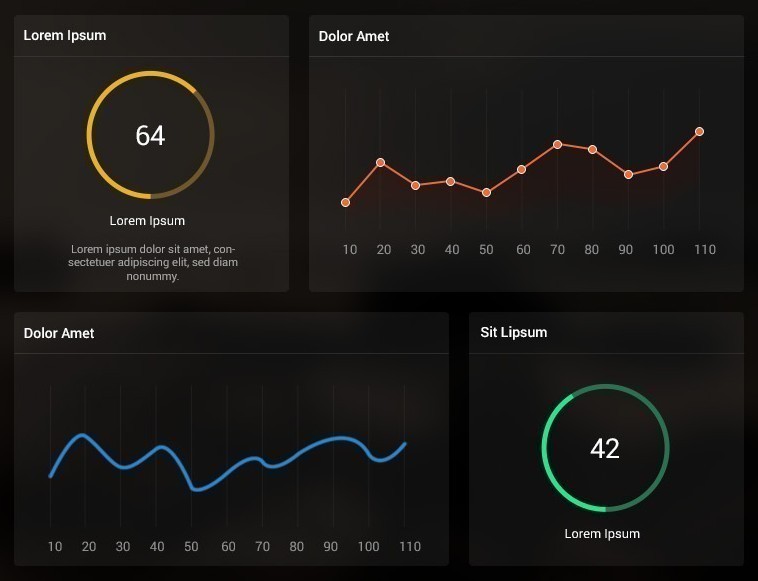 Lorem Ipsum
64
Lorem Ipsum
Lorem ipsum dolor sit amet, con-
sectetuer adipiscing elit, sed diam
nonummy.
Dolor Amet
10 20 30 40 50 60 70 80 90 100 110
Dolor Amet
10 20 30 40 50 60 70 80 90 100 110
Sit Lipsum
42
Lorem Ipsum